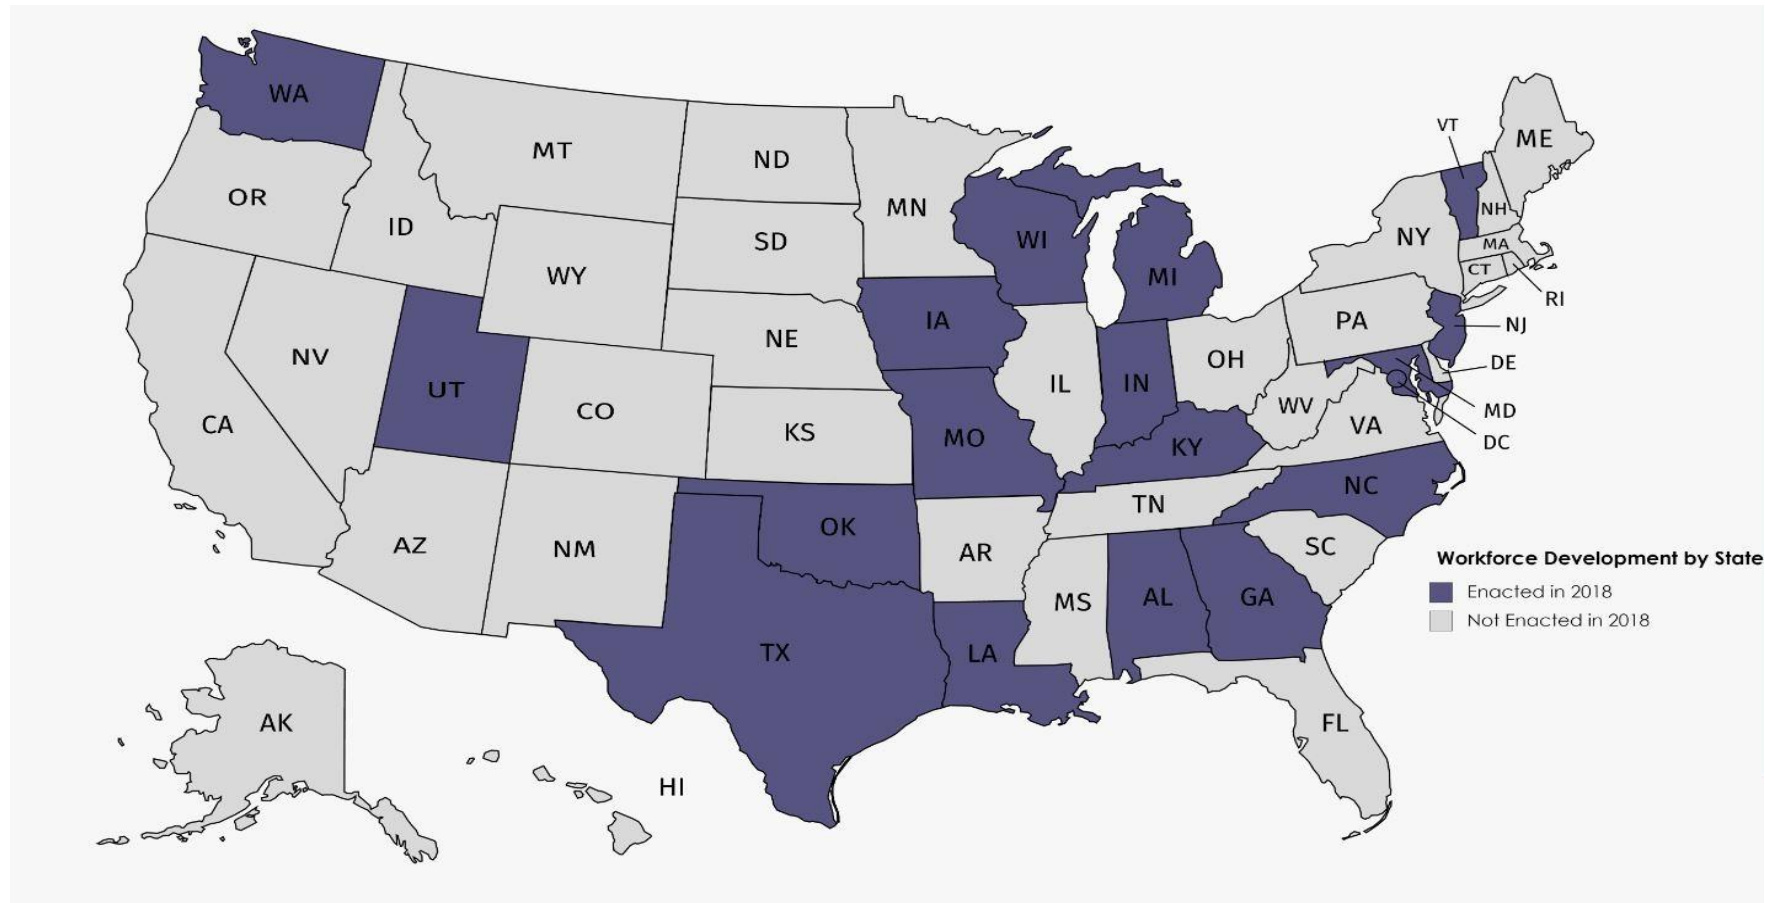 WA
MT
ND
MN
OR
ID
SD
WY
WI
MI
VT
ME
NH
NY
MA
CT
RI
NV
UT
CO
NE
IA
IL
IN
OH
PA
NJ
DE
MD
DC
CA
KS
MO
KY
WV
VA
AZ
NM
OK
AR
TN
NC
SC
TX
LA
MS
AL
GA
FL
AK
HI
Workforce Development by State
Enacted in 2018
Not Enacted in 2018